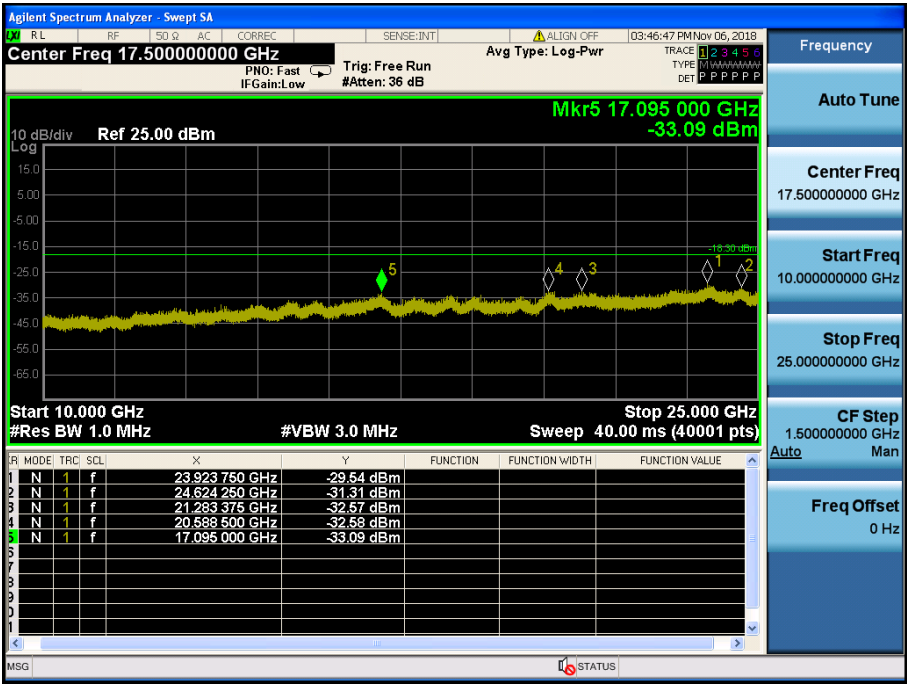 Agilent Spectrum Analyzer - Swept SA
LXI RL RF 50 Ω AC CORREC SENSE:INT ALIGN OFF 03:46:47 PM Nov 06, 2018
Center Freq 17.500000000 GHz
PNO: Fast
IFGain:Low
Trig: Free Run
#Atten: 36 dB
Avg Type: Log-Pwr
TRACE 1 2 3 4 5 6
TYPE MWWWWW
DET P P P P P P
Mkr5 17.095 000 GHz
-33.09 dBm
10 dB/div Ref 25.00 dBm
Log
15.0
5.00
-5.00
-15.0
-18.30 dBm
-25.0
5 4 3 1 2
-35.0
-45.0
-55.0
-65.0
Start 10.000 GHz Stop 25.000 GHz
#Res BW 1.0 MHz #VBW 3.0 MHz Sweep 40.00 ms (40001 pts)
MODE TRC SCL X Y FUNCTION FUNCTION WIDTH FUNCTION VALUE
1 N 1 f 23.923 750 GHz -29.54 dBm
2 N 1 f 24.624 250 GHz -31.31 dBm
3 N 1 f 21.283 375 GHz -32.57 dBm
4 N 1 f 20.588 500 GHz -32.58 dBm
5 N 1 f 17.095 000 GHz -33.09 dBm
6
7
8
9
MSG STATUS
Frequency
Auto Tune
Center Freq
17.500000000 GHz
Start Freq
10.000000000 GHz
Stop Freq
25.000000000 GHz
CF Step
1.500000000 GHz
Auto Man
Freq Offset
0 Hz